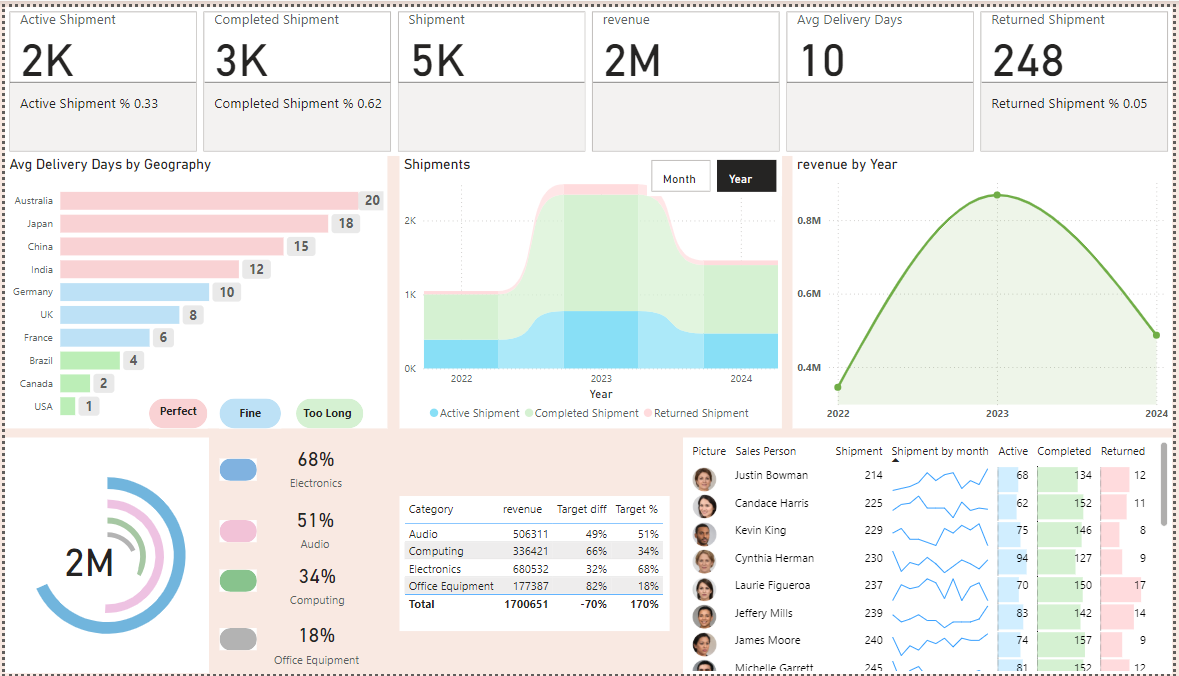 Active Shipment
2K
Active Shipment % 0.33
Completed Shipment
3K
Completed Shipment % 0.62
Shipment
5K
revenue
2M
Avg Delivery Days
10
Returned Shipment
248
Returned Shipment % 0.05
Avg Delivery Days by Geography
Australia 20
Japan 18
China 15
India 12
Germany 10
UK 8
France 6
Brazil 4
Canada 2
USA 1
Perfect Fine Too Long
Shipments
Month Year
2K
1K
0K
2022 2023 2024
Year
Active Shipment Completed Shipment Returned Shipment
revenue by Year
0.8M
0.6M
0.4M
2022 2023 2024
2M
68%
Electronics
51%
Audio
34%
Computing
18%
Office Equipment
Category revenue Target diff Target %
Audio 506311 49% 51%
Computing 336421 66% 34%
Electronics 680532 32% 68%
Office Equipment 177387 82% 18%
Total 1700651 -70% 170%
Picture Sales Person Shipment Shipment by month Active Completed Returned
Justin Bowman 214 68 134 12
Candace Harris 225 62 152 11
Kevin King 229 75 146 8
Cynthia Herman 230 94 127 9
Laurie Figueroa 237 70 150 17
Jeffery Mills 239 83 142 14
James Moore 240 74 157 9
Michelle Garrett 245 81 152 12